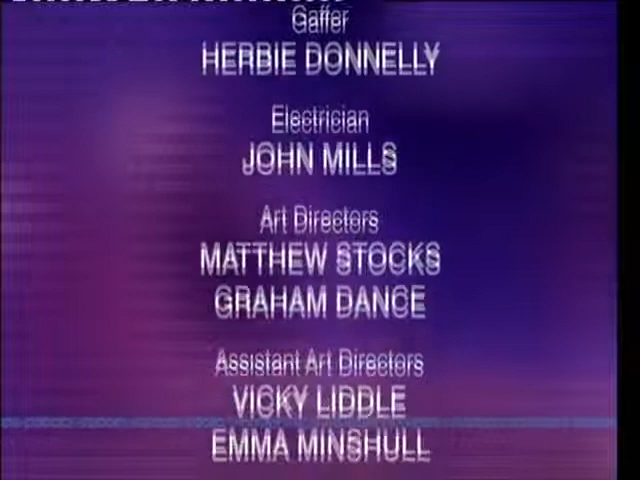 Gaffer
HERBIE DONNELLY
Electrician
JOHN MILLS
Art Directors
MATTHEW STOCKS
GRAHAM DANCE
Assistant Art Directors
VICKY LIDDLE
EMMA MINSHULL